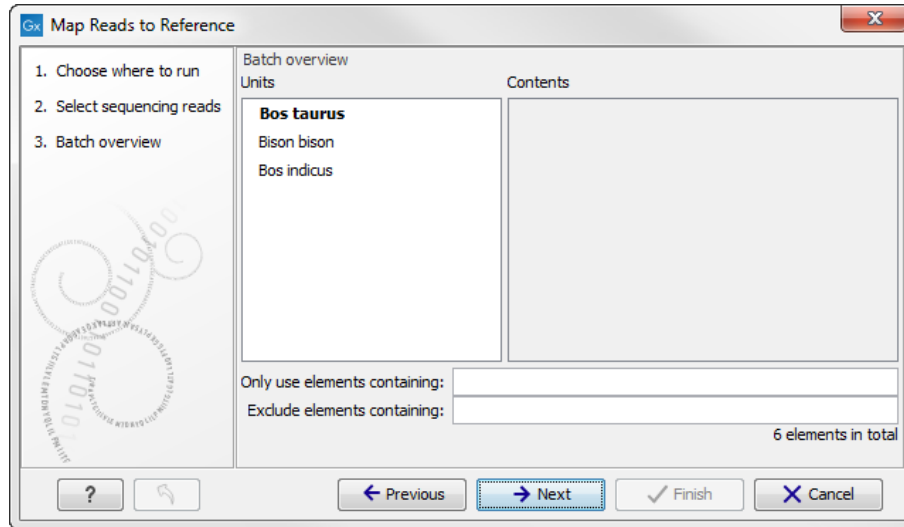 Gx Map Reads to Reference
1. Choose where to run
2. Select sequencing reads
3. Batch overview
Batch overview
Units
Contents
Bos taurus
Bison bison
Bos indicus
Only use elements containing:
Exclude elements containing:
6 elements in total
?
Previous
Next
Finish
Cancel